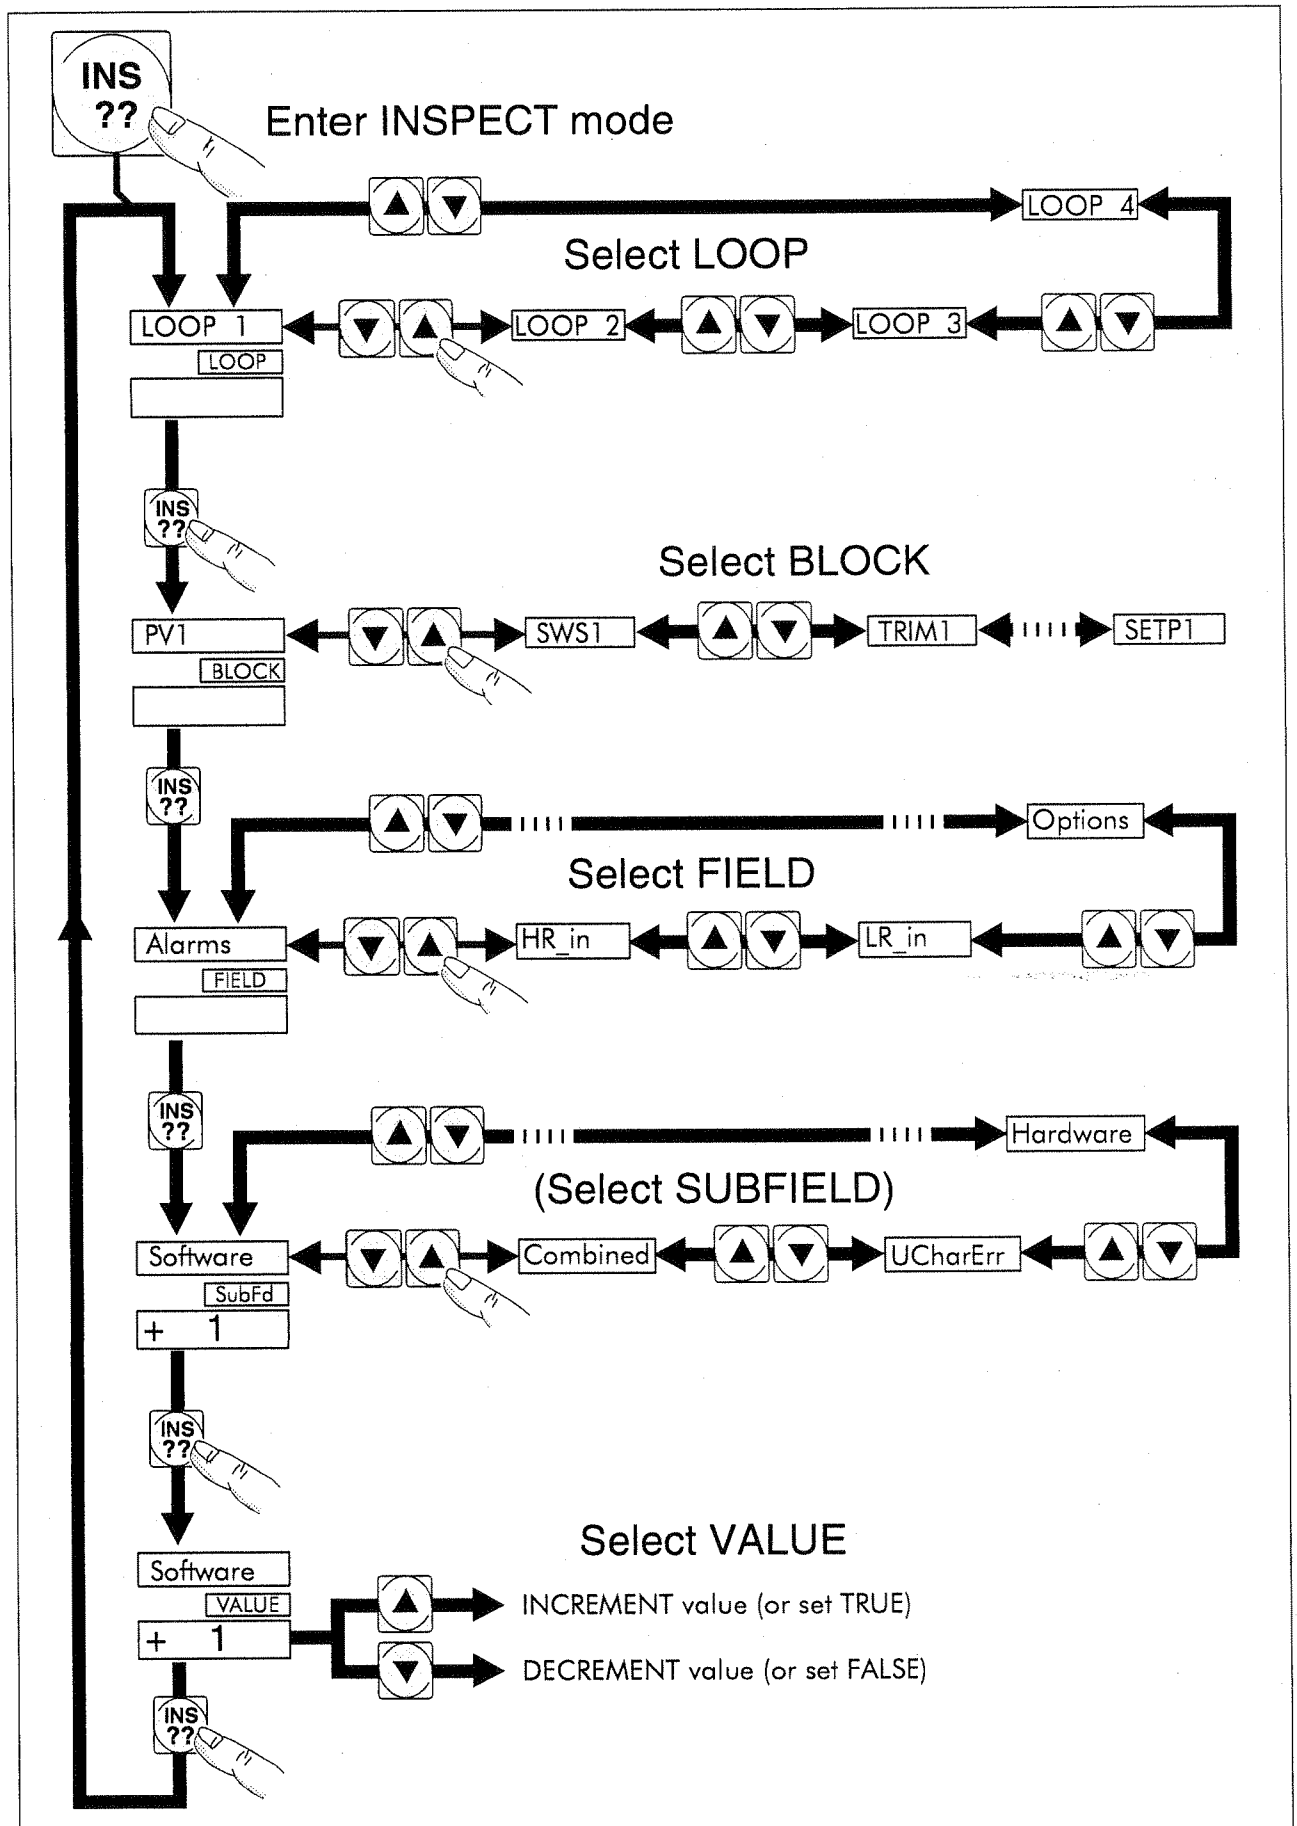 INS
??
Enter INSPECT mode
LOOP 4
Select LOOP
LOOP 1
LOOP 2
LOOP 3
LOOP
INS
??
Select BLOCK
PV1
SWS1
TRIM1
SETP1
BLOCK
INS
??
Options
Select FIELD
Alarms
HR_in
LR_in
FIELD
INS
??
Hardware
(Select SUBFIELD)
Software
Combined
UCharErr
SubFd
+ 1
INS
??
Select VALUE
Software
VALUE
INCREMENT value (or set TRUE)
+ 1
DECREMENT value (or set FALSE)
INS
??